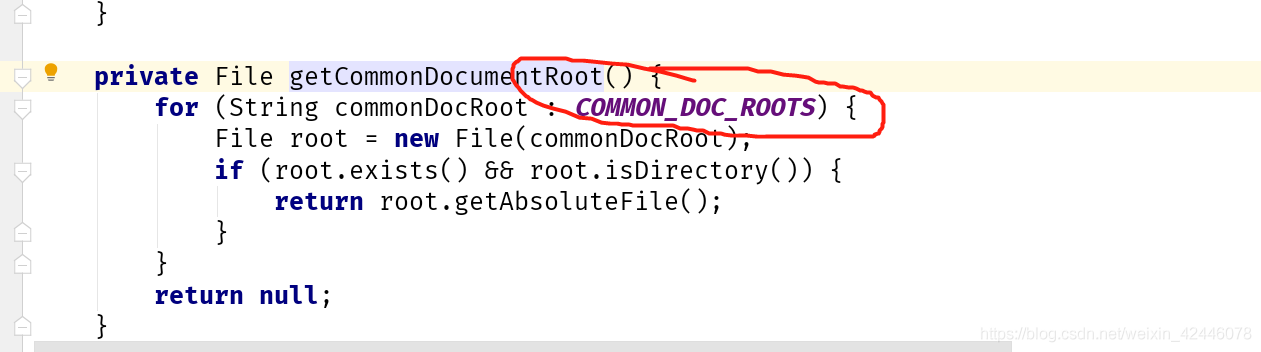 }
private File getCommonDocumentRoot() {
for (String commonDocRoot : COMMON_DOC_ROOTS) {
File root = new File(commonDocRoot);
if (root.exists() && root.isDirectory()) {
return root.getAbsoluteFile();
}
}
return null;
}
https://blog.csdn.net/weixin_42446078